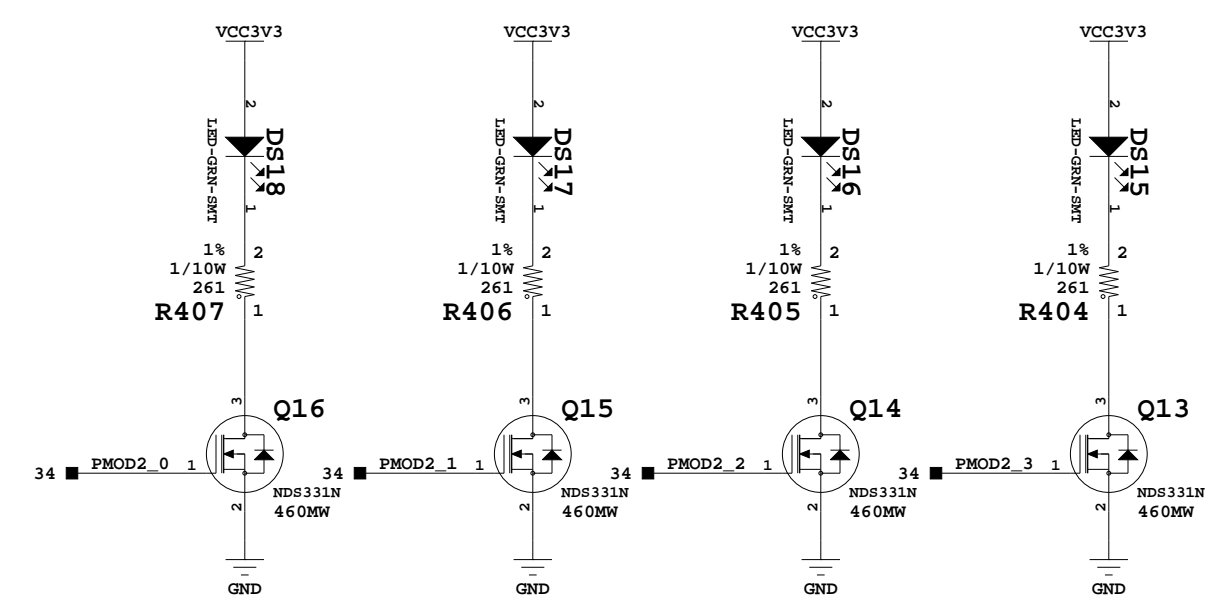 VCC3V3 VCC3V3 VCC3V3 VCC3V3
2 2 2 2
LED-GRN-SMT DS18 LED-GRN-SMT DS17 LED-GRN-SMT DS16 LED-GRN-SMT DS15
1 1 1 1
1% 2 1% 2 1% 2 1% 2
1/10W 1/10W 1/10W 1/10W
261 261 261 261
R407 1 R406 1 R405 1 R404 1
3 Q16 3 Q15 3 Q14 3 Q13
34 PMOD2_0 1 34 PMOD2_1 1 34 PMOD2_2 1 34 PMOD2_3 1
NDS331N NDS331N NDS331N NDS331N
2 460MW 2 460MW 2 460MW 2 460MW
GND GND GND GND